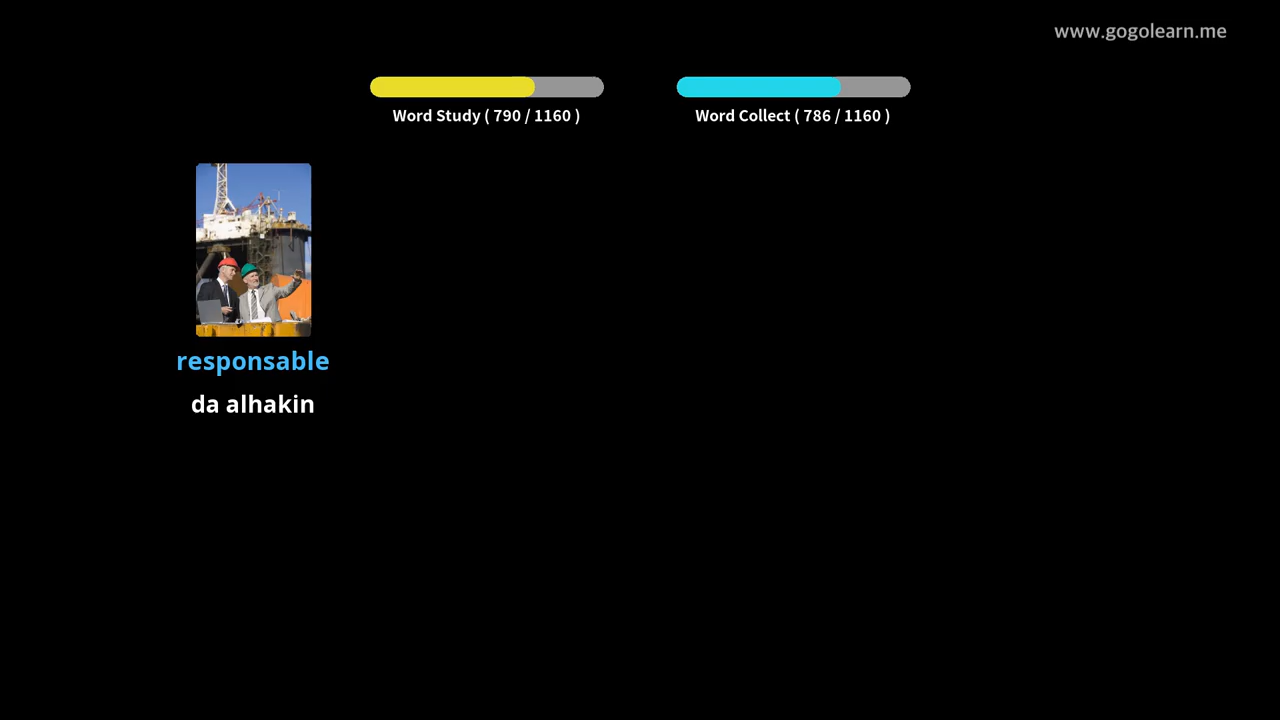 www.gogolearn.me
Word Study ( 790 / 1160 )
Word Collect ( 786 / 1160 )
responsable
da alhakin